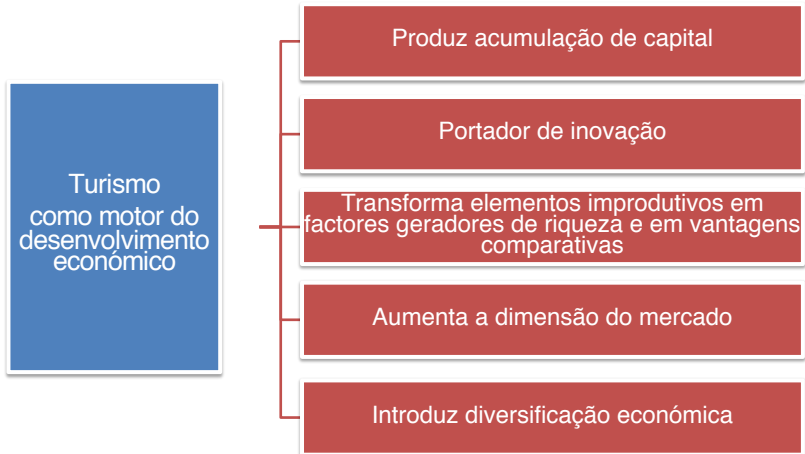 Turismo
como motor do
desenvolvimento
económico
Produz acumulação de capital
Portador de inovação
Transforma elementos improdutivos em
factores geradores de riqueza e em vantagens
comparativas
Aumenta a dimensão do mercado
Introduz diversificação económica